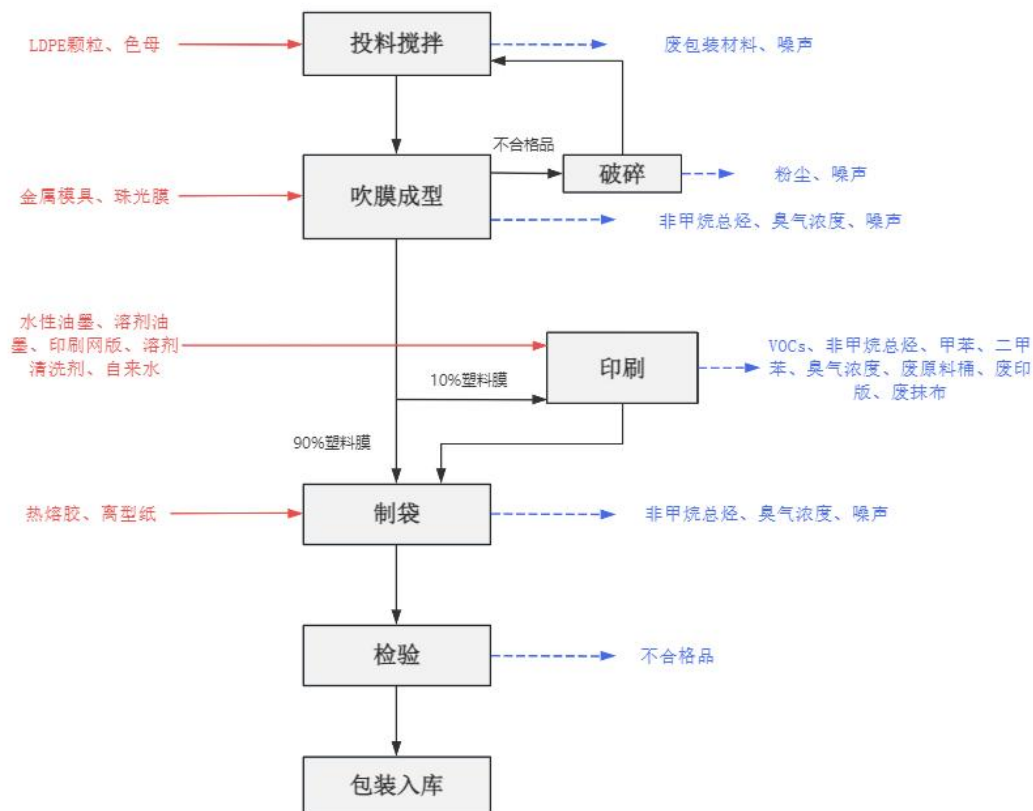 LDPE颗粒、色母
投料搅拌
废包装材料、噪声
不合格品
破碎
粉尘、噪声
金属模具、珠光膜
吹膜成型
非甲烷总烃、臭气浓度、噪声
水性油墨、溶剂油
墨、印刷网版、溶剂
清洗剂、自来水
印刷
VOCs、非甲烷总烃、甲苯、二甲
苯、臭气浓度、废原料桶、废印
版、废抹布
10%塑料膜
90%塑料膜
热熔胶、离型纸
制袋
非甲烷总烃、臭气浓度、噪声
检验
不合格品
包装入库